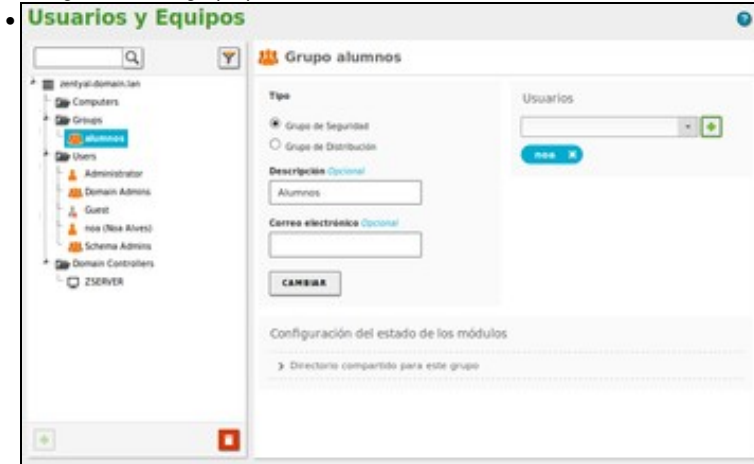 Usuarios y Equipos
zentyal-domain.lan
Computers
Groups
alumnos
Users
Administrator
Domain Admins
Guest
noa (Noa Alves)
Schema Admins
Domain Controllers
ZSERVER
Grupo alumnos
Tipo
Grupo de Seguridad
Grupo de Distribución
Descripción Opcional
Alumnos
Correo electrónico Opcional
CAMBIAR
Usuarios
noa X
Configuración del estado de los módulos
Directorio compartido para este grupo